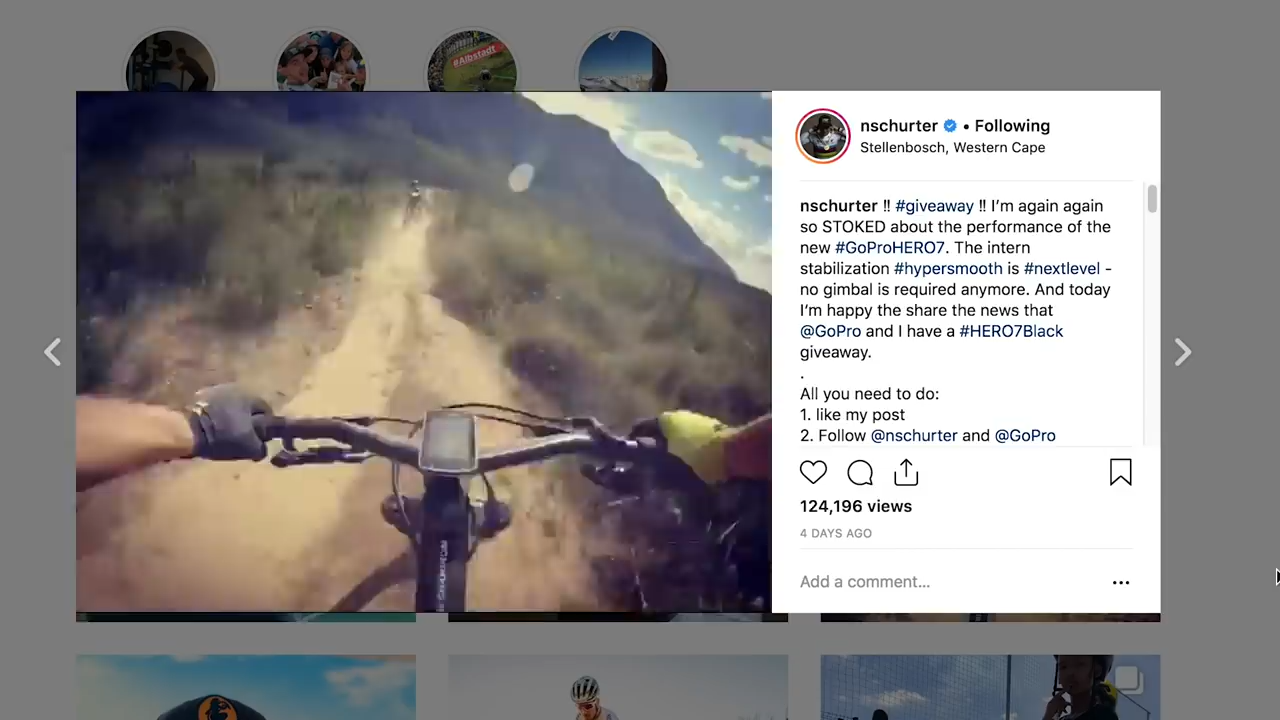 #Albstadt
nschurter • Following
Stellenbosch, Western Cape
nschurter ‼ #giveaway ‼ I’m again again
so STOKED about the performance of the
new #GoProHERO7. The intern
stabilization #hypersmooth is #nextlevel -
no gimbal is required anymore. And today
I’m happy the share the news that
@GoPro and I have a #HERO7Black
giveaway.
.
All you need to do:
1. like my post
2. Follow @nschurter and @GoPro
124,196 views
4 DAYS AGO
Add a comment...